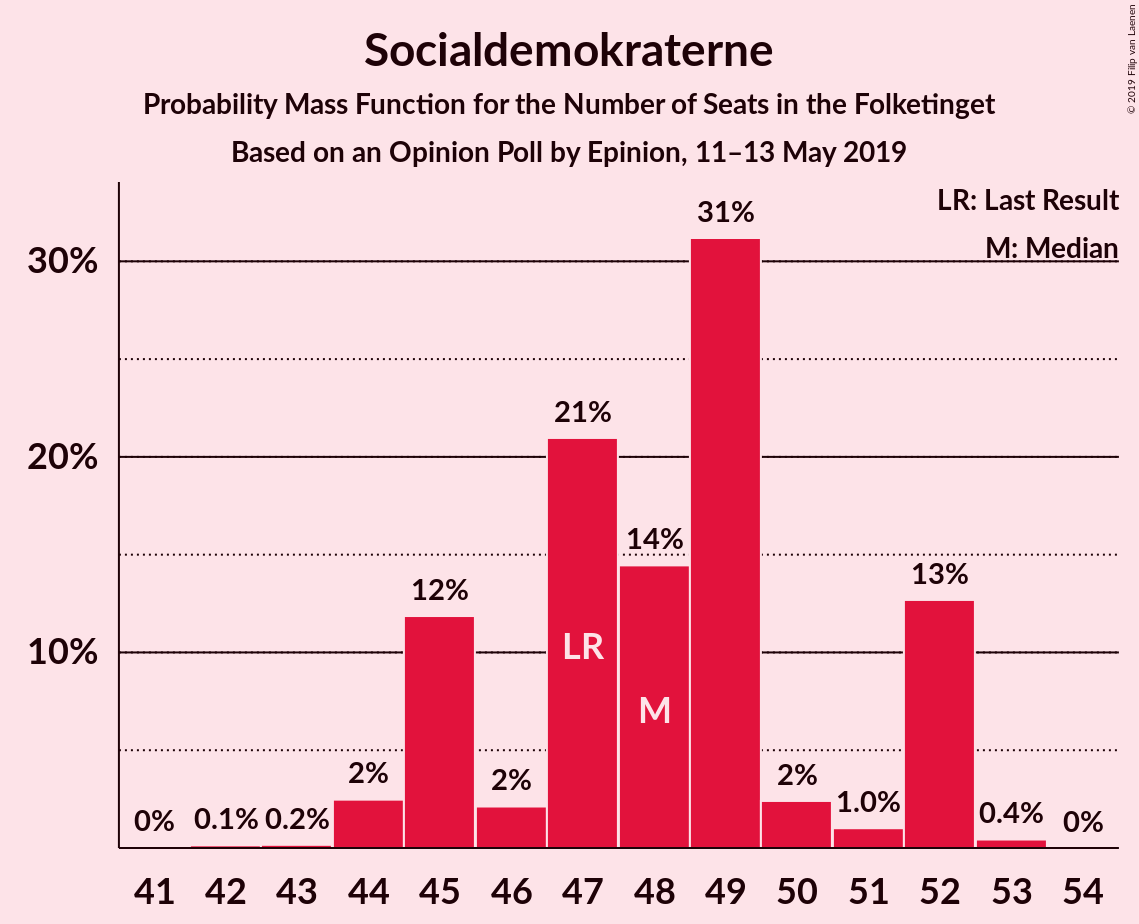 Socialdemokraterne
Probability Mass Function for the Number of Seats in the Folketinget
Based on an Opinion Poll by Epinion, 11–13 May 2019
© 2019 Filip van Laenen
LR: Last Result
M: Median
30%
20%
10%
0%
0.1%
0.2%
2%
12%
2%
21%
14%
31%
2%
1.0%
13%
0.4%
0%
LR
M
41 42 43 44 45 46 47 48 49 50 51 52 53 54